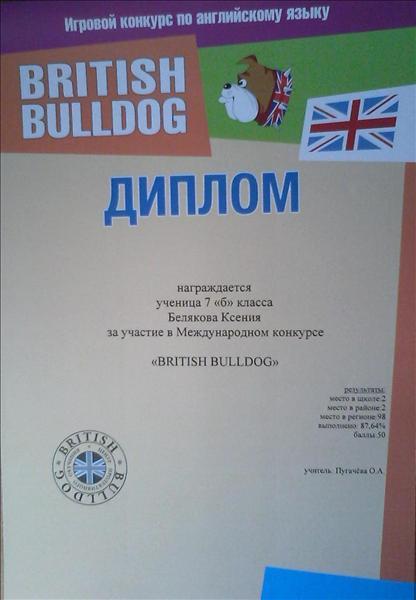 Игровой конкурс по английскому языку
BRITISH
BULLDOG
ДИПЛОМ
награждается
ученица 7 «б» класса
Белякова Ксения
за участие в Международном конкурсе
«BRITISH BULLDOG»
результаты:
место в школе:2
место в районе:2
место в регионе:98
выполнено: 87,64%
баллы:50
учитель: Пугачёва О.А.
BRITISH
BULLDOG
ЦЕНТР